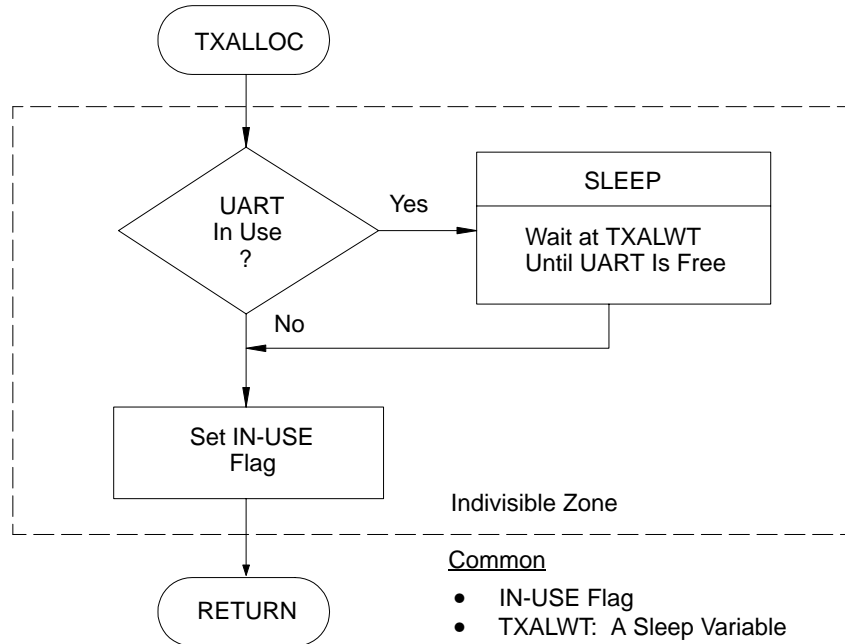 TXALLOC
UART
In Use
?
Yes
SLEEP
Wait at TXALWT
Until UART Is Free
No
Set IN-USE
Flag
Indivisible Zone
RETURN
Common
• IN-USE Flag
• TXALWT: A Sleep Variable